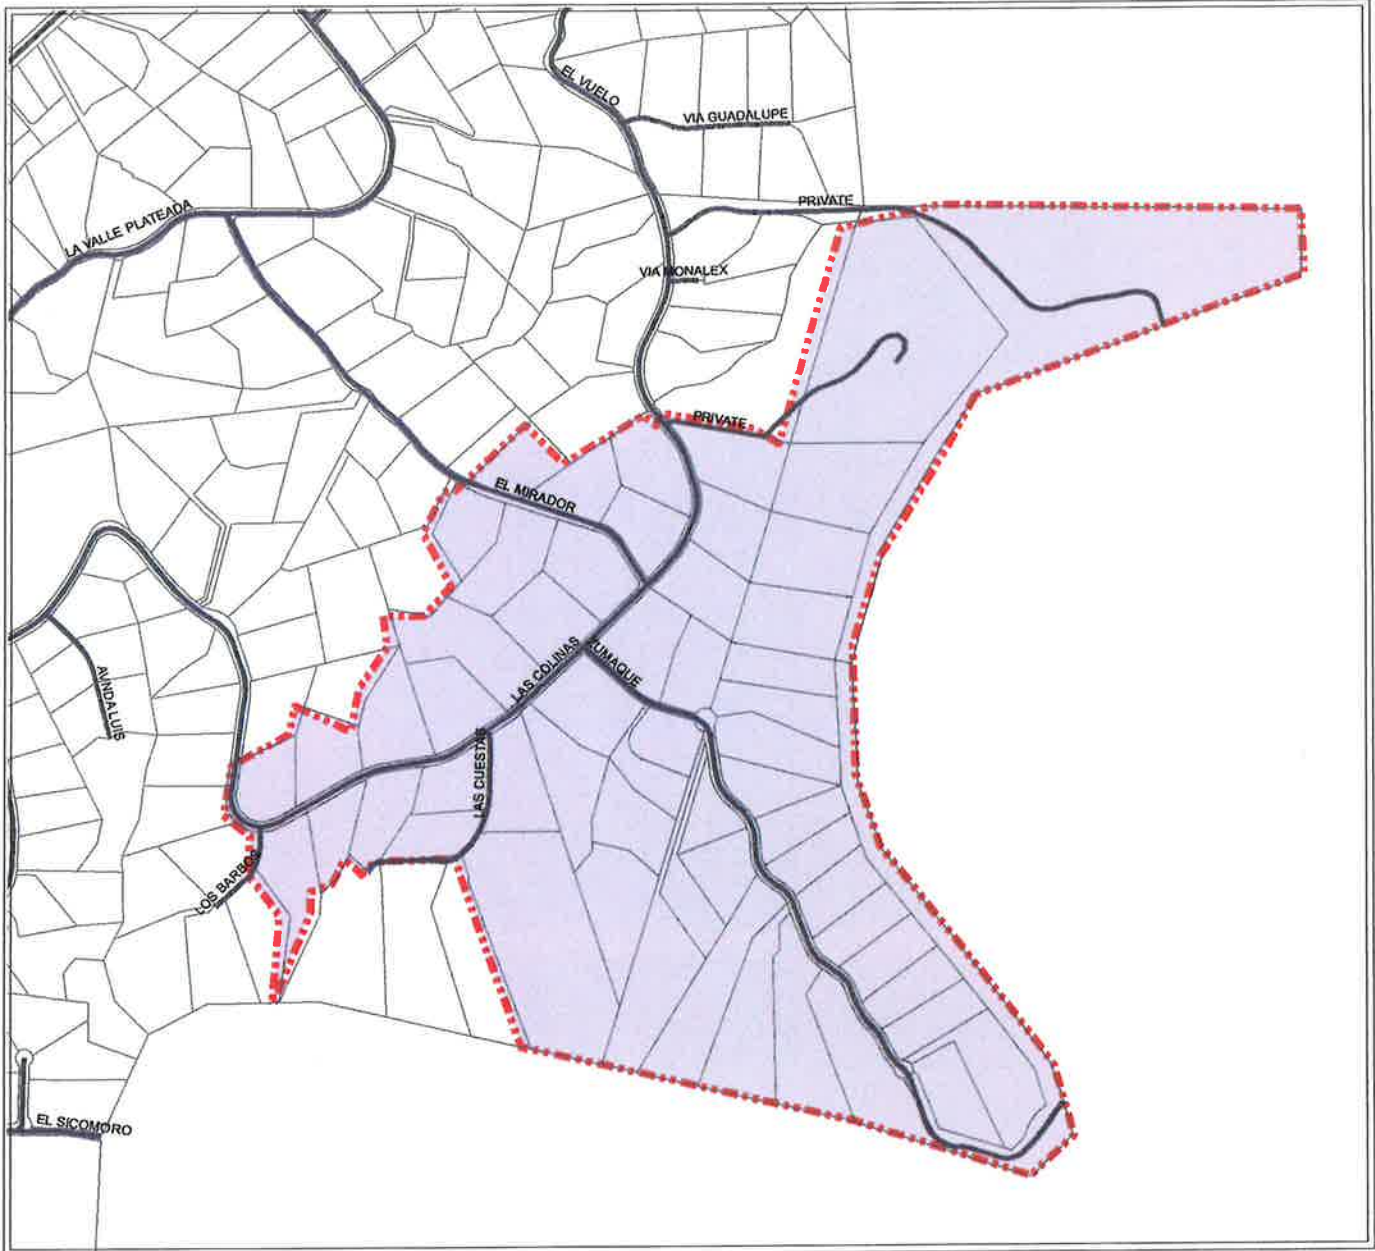 EL VUELO
VIA GUADALUPE
PRIVATE
LA VALLE PLATEADA
VIA MONALEX
PRIVATE
EL MIRADOR
LAS COLINAS
ZUMAQUE
AVNDA LUIS
LAS CUESTAS
LOS BARBOS
EL SICOMORO